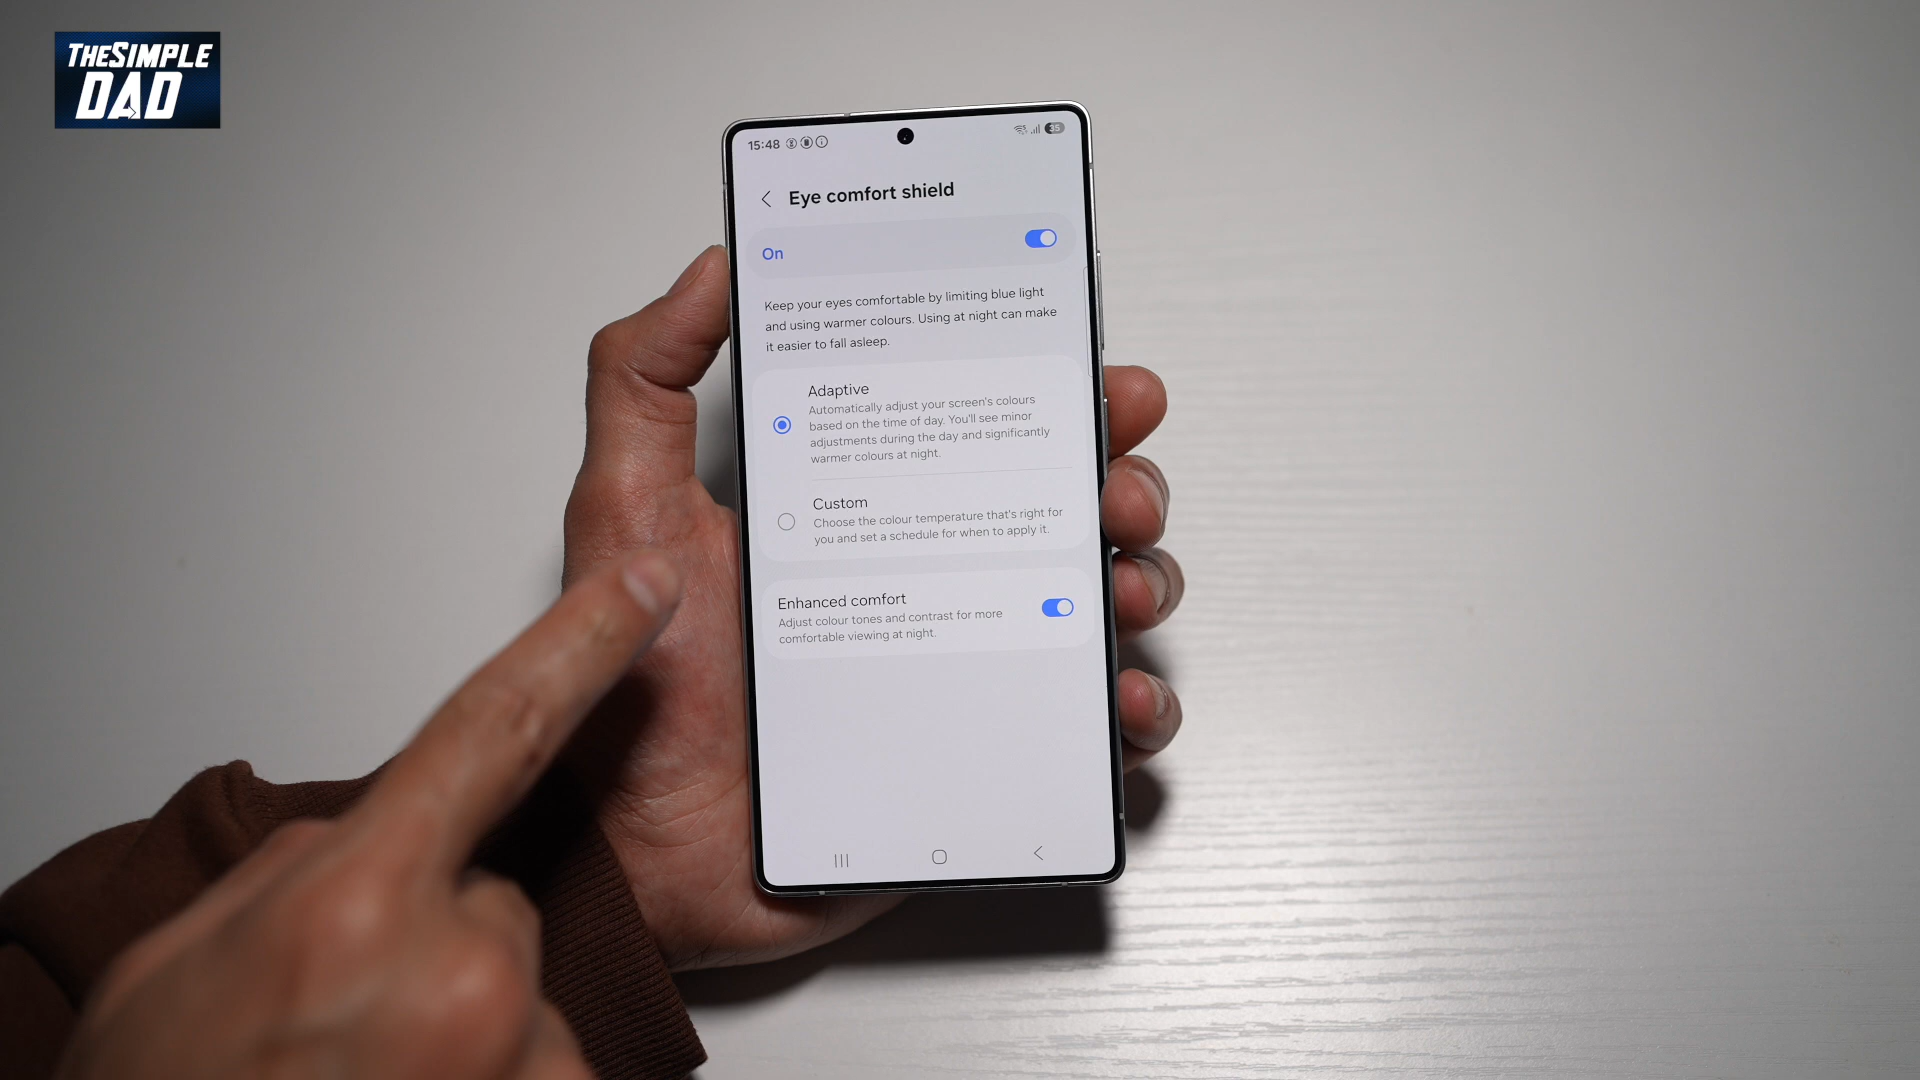 THESIMPLE
DAD
15:48
35
Eye comfort shield
On
Keep your eyes comfortable by limiting blue light
and using warmer colours. Using at night can make
it easier to fall asleep.
Adaptive
Automatically adjust your screen's colours
based on the time of day. You'll see minor
adjustments during the day and significantly
warmer colours at night.
Custom
Choose the colour temperature that's right for
you and set a schedule for when to apply it.
Enhanced comfort
Adjust colour tones and contrast for more
comfortable viewing at night.